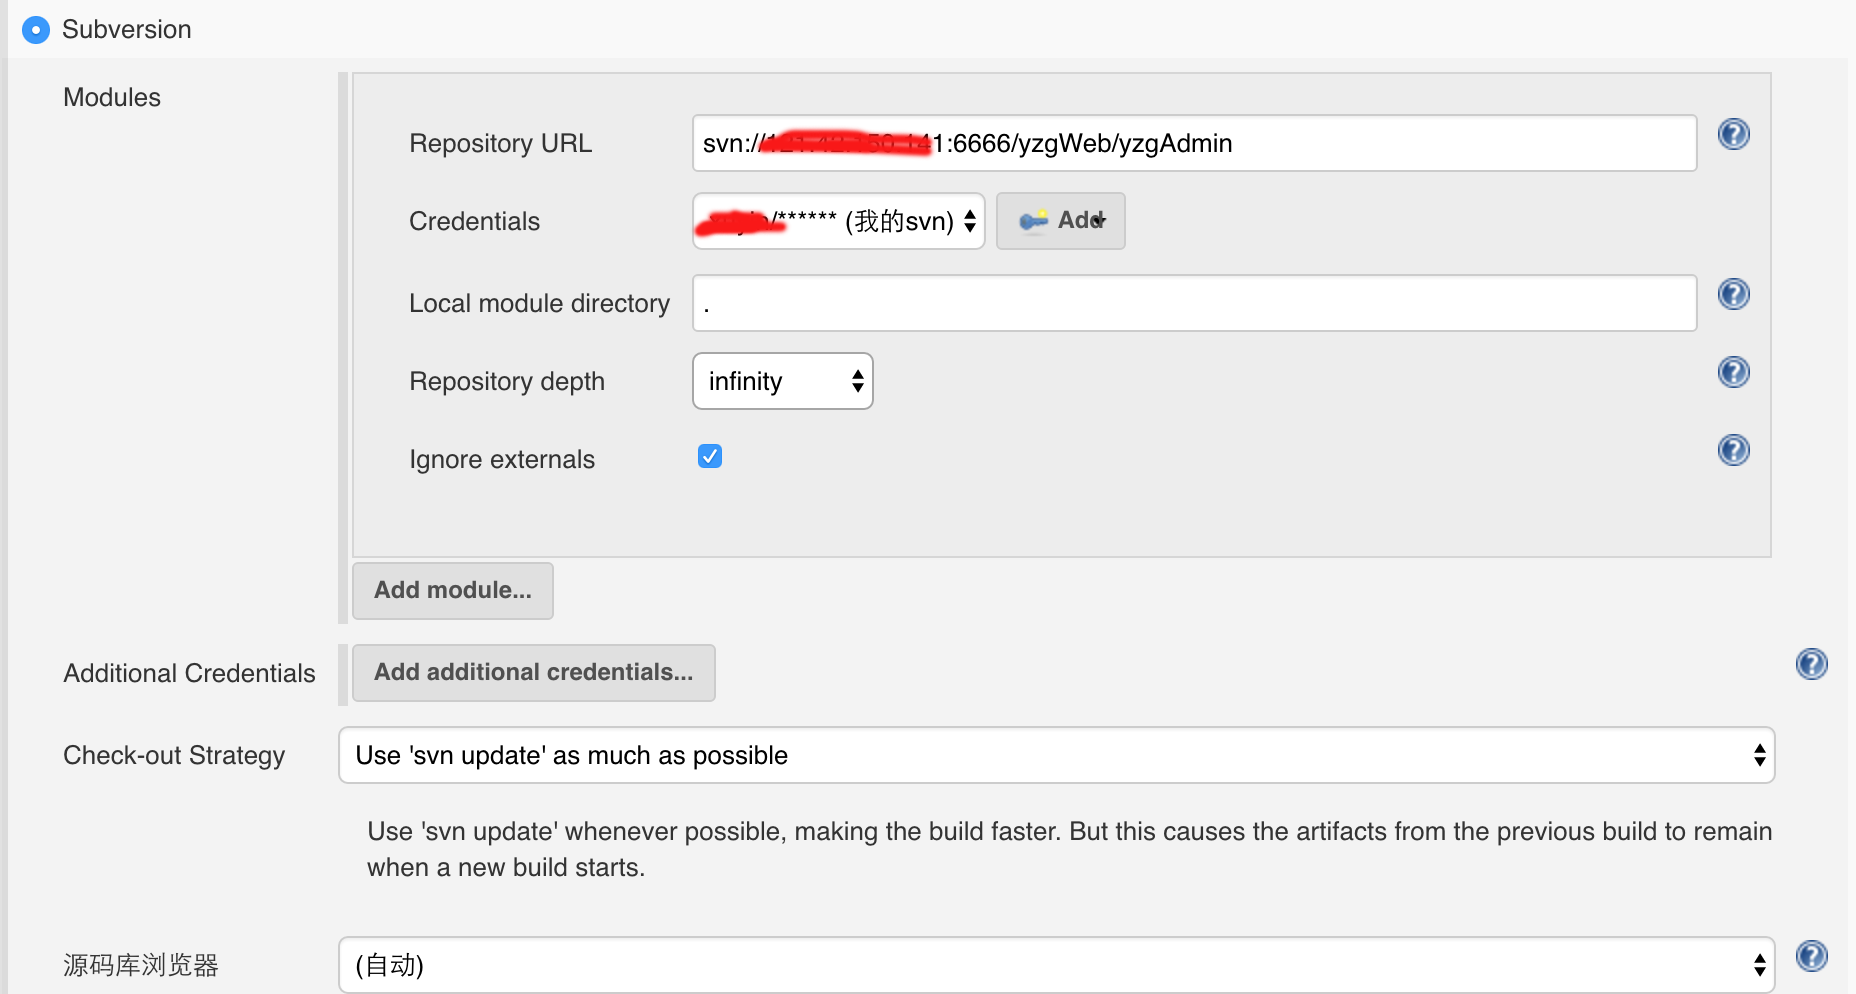 Subversion
Modules
Repository URL
svn://1:6666/yzgWeb/yzgAdmin
Credentials
/****** (我的svn)
Add
Local module directory
.
Repository depth
infinity
Ignore externals
Add module...
Additional Credentials
Add additional credentials...
Check-out Strategy
Use 'svn update' as much as possible
Use 'svn update' whenever possible, making the build faster. But this causes the artifacts from the previous build to remain
when a new build starts.
源码库浏览器
(自动)